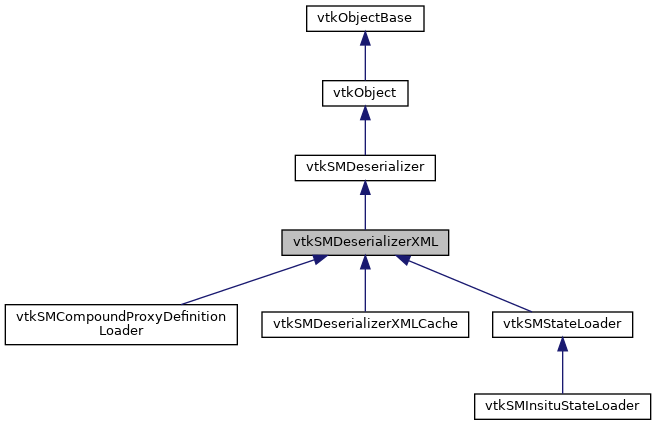 vtkObjectBase
vtkObject
vtkSMDeserializer
vtkSMDeserializerXML
vtkSMCompoundProxyDefinition
Loader
vtkSMDeserializerXMLCache
vtkSMStateLoader
vtkSMInsituStateLoader